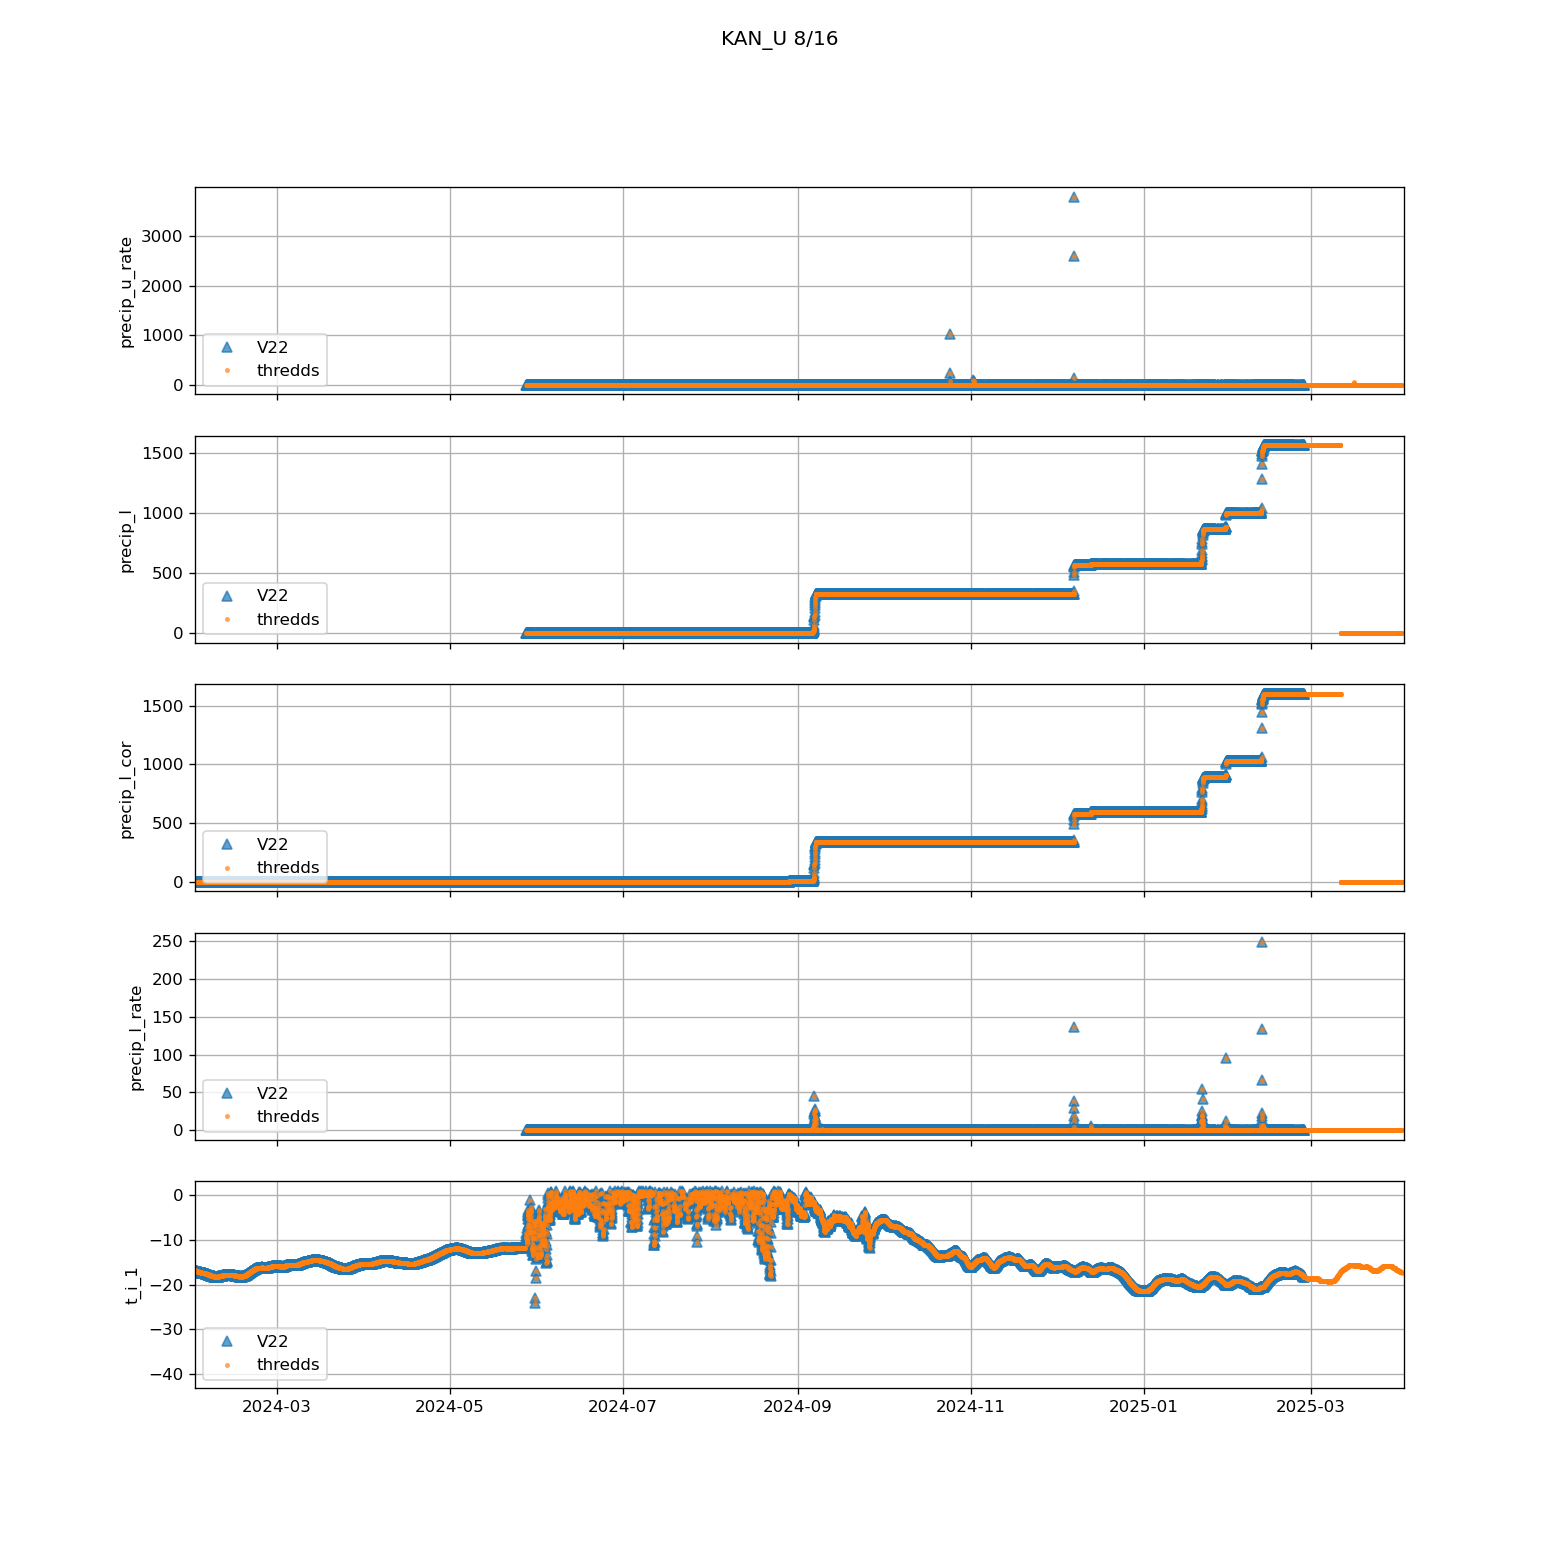 KAN_U 8/16
precip_u_rate
3000
2000
1000
0
V22
thredds
precip_l
1500
1000
500
0
V22
thredds
precip_l_cor
1500
1000
500
0
V22
thredds
precip_l_rate
250
200
150
100
50
0
V22
thredds
t_i_1
0
−10
−20
−30
−40
V22
thredds
2024-03
2024-05
2024-07
2024-09
2024-11
2025-01
2025-03